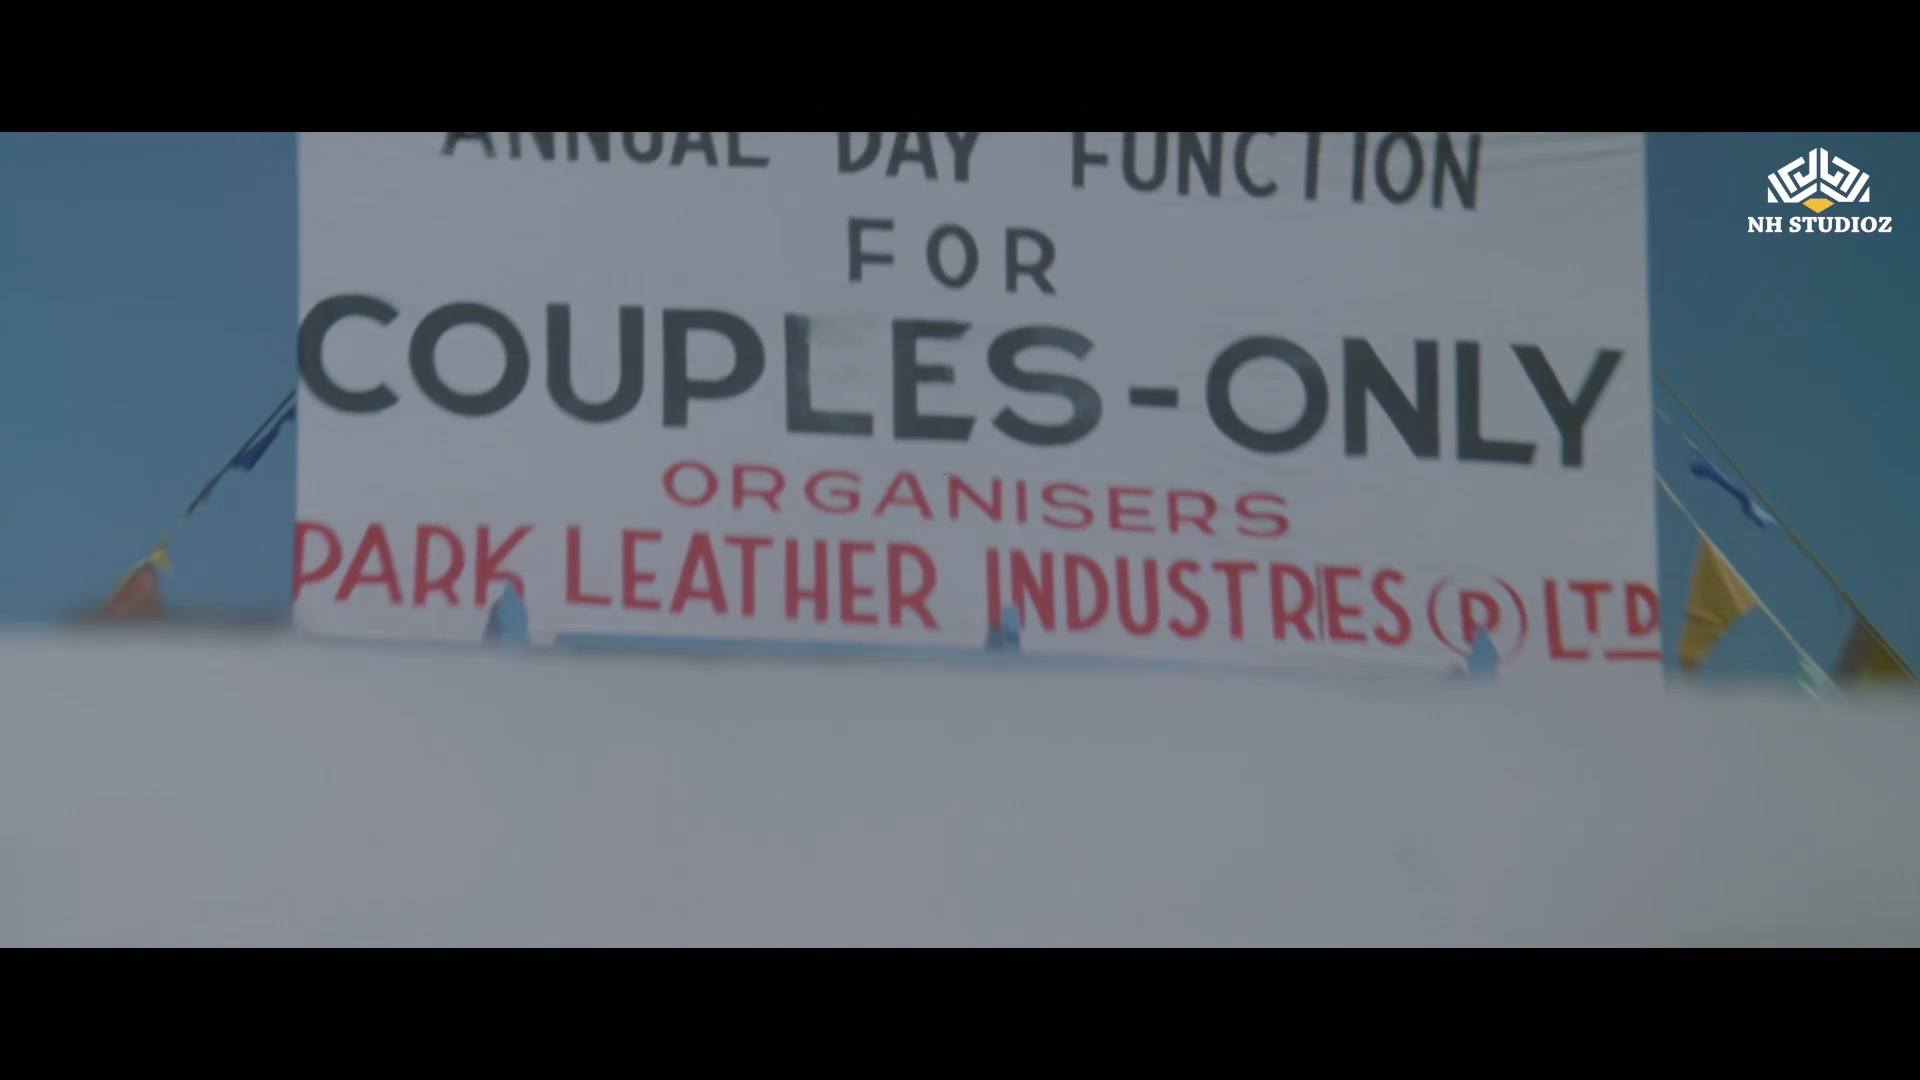 ANNUAL DAY FUNCTION
FOR
COUPLES-ONLY
ORGANISERS
PARK LEATHER INDUSTRIES (P) LTD
NH STUDIOZ